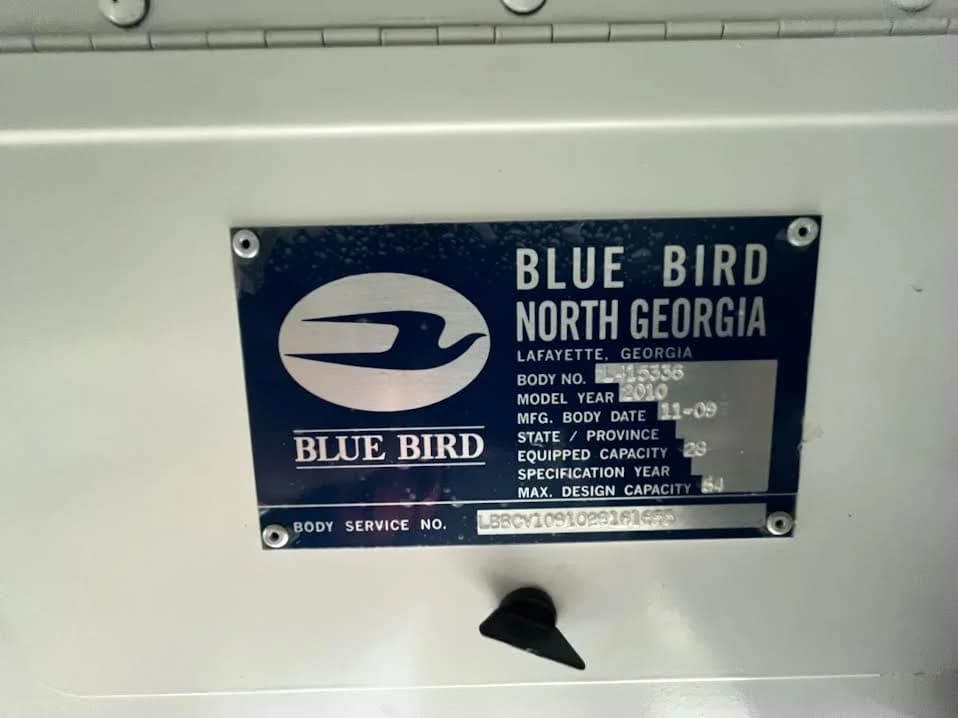 BLUE BIRD
BLUE BIRD
NORTH GEORGIA
LAFAYETTE, GEORGIA
BODY NO.
MODEL YEAR 2010
MFG. BODY DATE 11-09
STATE / PROVINCE
EQUIPPED CAPACITY 28
SPECIFICATION YEAR
MAX. DESIGN CAPACITY
BODY SERVICE NO.